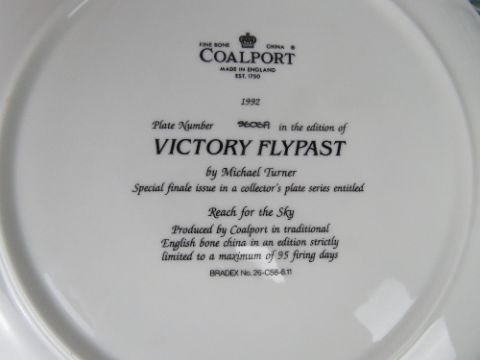 FINE BONE CHINA ®
COALPORT
MADE IN ENGLAND
EST. 1750
1992
Plate Number 9606A in the edition of
VICTORY FLYPAST
by Michael Turner
Special finale issue in a collector's plate series entitled
Reach for the Sky
Produced by Coalport in traditional
English bone china in an edition strictly
limited to a maximum of 95 firing days
BRADEX No. 26-C58-6.11